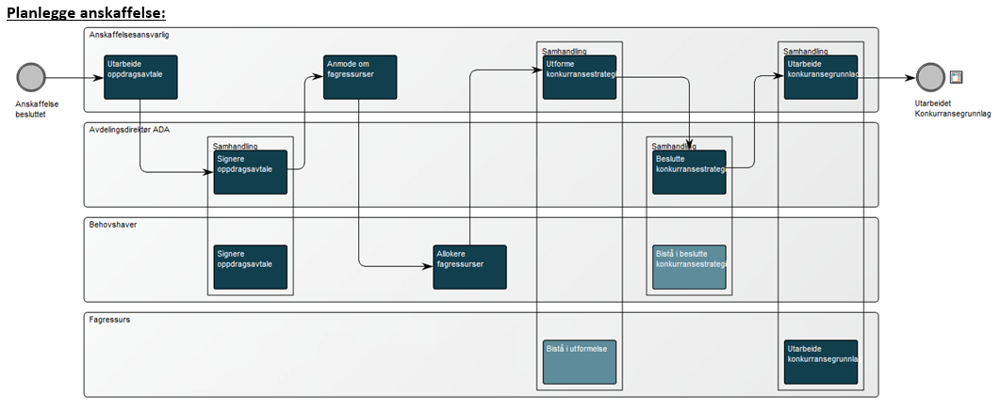 Planlegge anskaffelse:
Anskaffelsesansvarlig
Utarbeide
oppdragsavtale
Anmode om
fagressurser
Samhandling
Utforme
konkurransestrategi
Samhandling
Utarbeide
konkuransegrunnlag
Anskaffelse
besluttet
Utarbeidet
Konkurransegrunnlag
Avdelingsdirektør ADA
Samhandling
Signere
oppdragsavtale
Samhandling
Beslutte
konkurransestrategi
Behovshaver
Signere
oppdragsavtale
Allokere
fagressurser
Bistå i beslutte
konkurransestrategi
Fagressurs
Bistå i utformelse
Utarbeide
konkurransegrunnlag